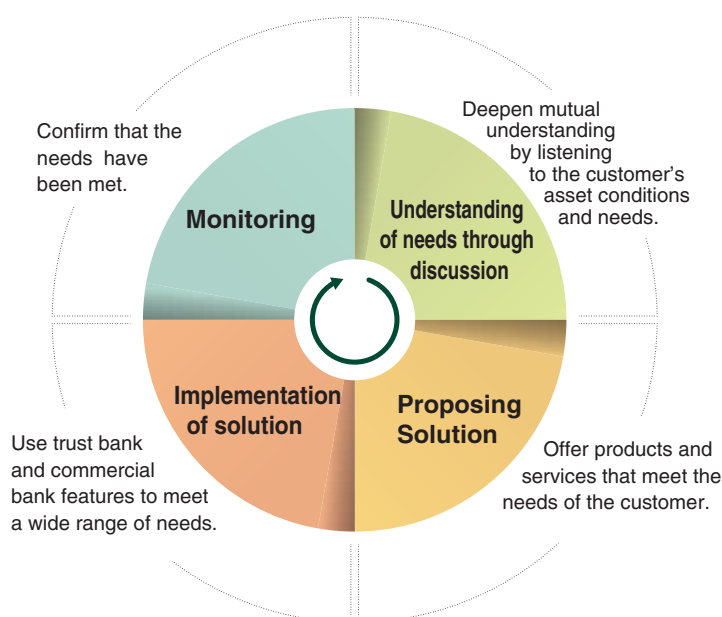 Deepen mutual
understanding
by listening
to the customer's
asset conditions
and needs.
Understanding
of needs through
discussion
Proposing
Solution
Offer products and
services that meet the
needs of the customer.
Implementation
of solution
Use trust bank
and commercial
bank features to meet
a wide range of needs.
Monitoring
Confirm that the
needs have
been met.